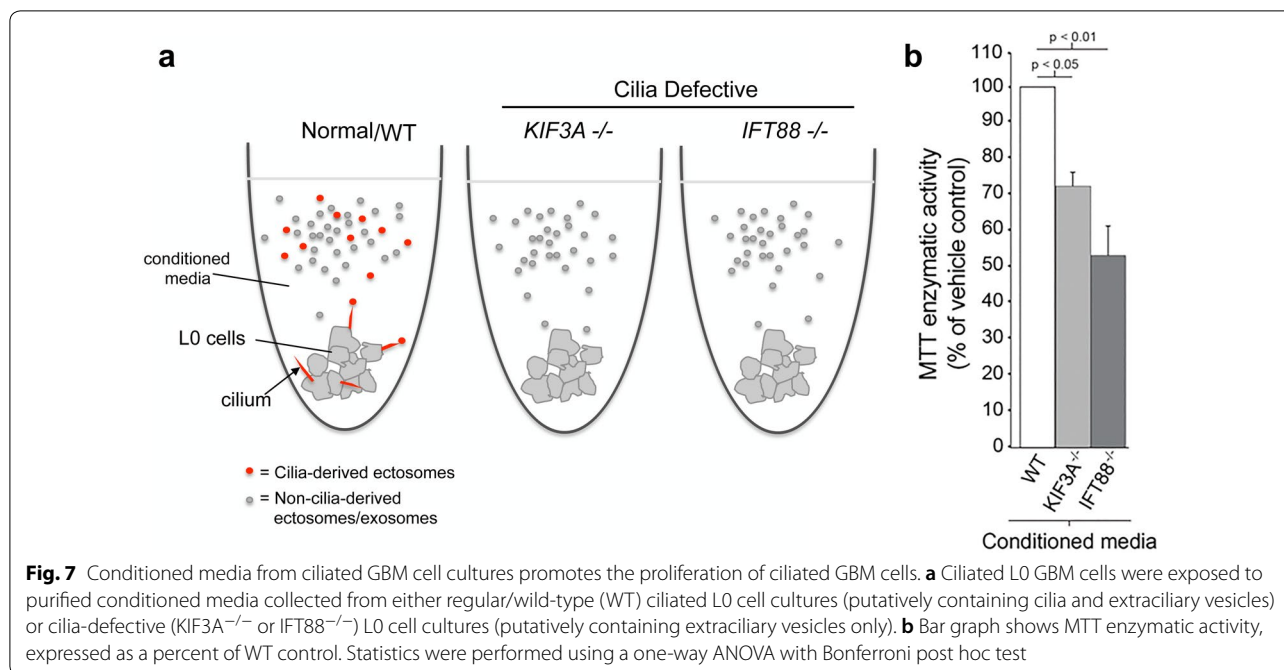 a
Cilia Defective
Normal/WT
KIF3A -/-
IFT88 -/-
conditioned
media
L0 cells
cilium
= Cilia-derived ectosomes
= Non-cilia-derived
ectosomes/exosomes
b
p < 0.01
p < 0.05
110
100
90
80
70
60
50
40
30
20
10
0
MTT enzymatic activity
(% of vehicle control)
WT
KIF3A-/-
IFT88-/-
Conditioned media
Fig. 7 Conditioned media from ciliated GBM cell cultures promotes the proliferation of ciliated GBM cells. a Ciliated L0 GBM cells were exposed to
purified conditioned media collected from either regular/wild-type (WT) ciliated L0 cell cultures (putatively containing cilia and extraciliary vesicles)
or cilia-defective (KIF3A−/− or IFT88−/−) L0 cell cultures (putatively containing extraciliary vesicles only). b Bar graph shows MTT enzymatic activity,
expressed as a percent of WT control. Statistics were performed using a one-way ANOVA with Bonferroni post hoc test